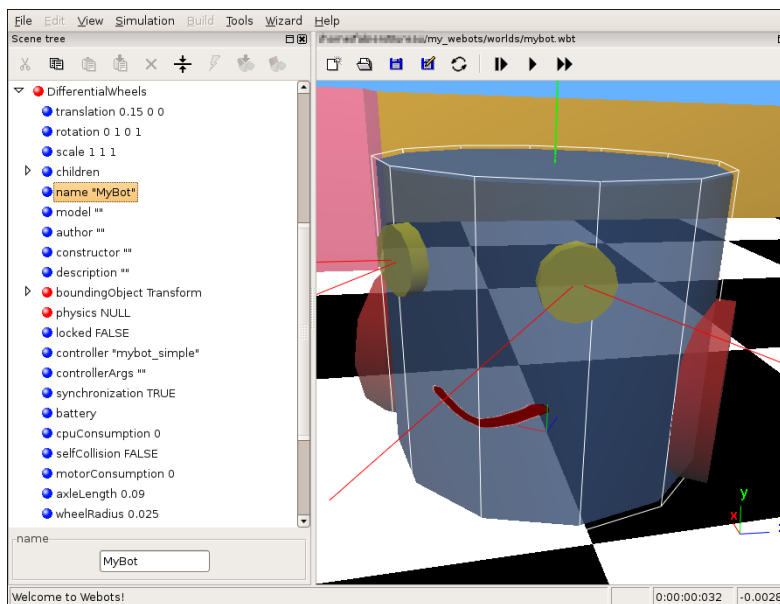 File Edit View Simulation Build Tools Wizard Help
Scene tree
/my_webots/worlds/mybot.wbt
DifferentialWheels
translation 0.15 0 0
rotation 0 1 0 1
scale 1 1 1
children
name "MyBot"
model ""
author ""
constructor ""
description ""
boundingObject Transform
physics NULL
locked FALSE
controller "mybot_simple"
controllerArgs ""
synchronization TRUE
battery
cpuConsumption 0
selfCollision FALSE
motorConsumption 0
axleLength 0.09
wheelRadius 0.025
y
x
name
MyBot
Welcome to Webots!
0:00:00:032
-0.0028